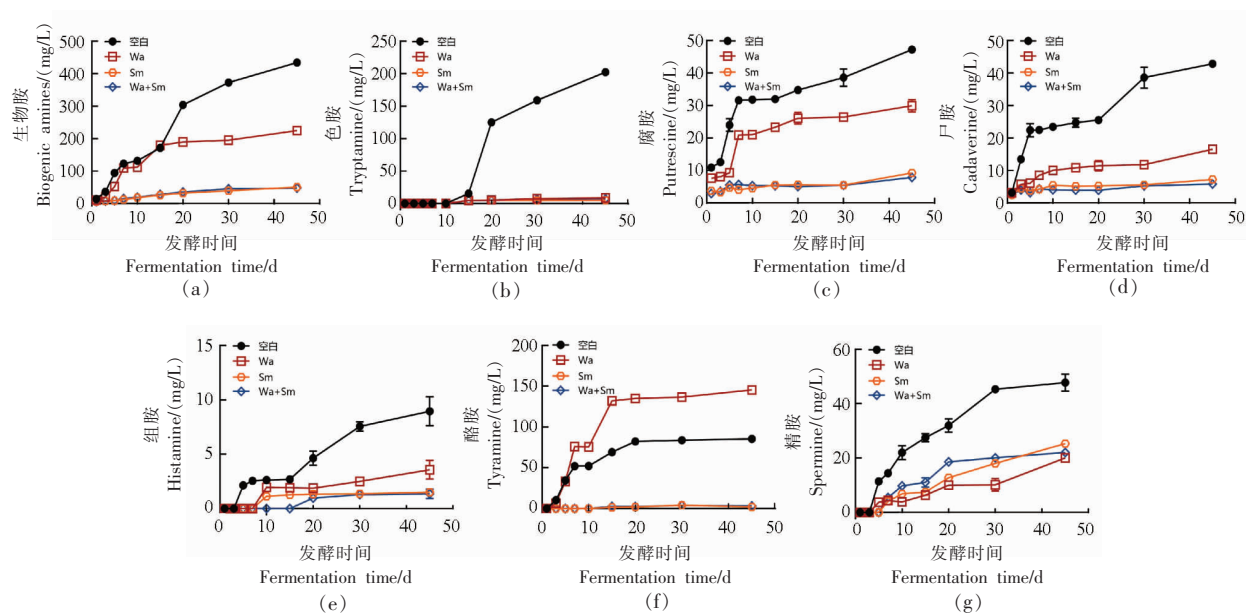 生物胺
Biogenic amines/(mg/L)
500
400
300
200
100
0
空白
Wa
Sm
Wa+Sm
0
10
20
30
40
50
发酵时间
Fermentation time/d
(a)
色胺
Tryptamine/(mg/L)
250
200
150
100
50
0
空白
Wa
Sm
Wa+Sm
0
10
20
30
40
50
发酵时间
Fermentation time/d
(b)
腐胺
Putrescine/(mg/L)
50
40
30
20
10
0
空白
Wa
Sm
Wa+Sm
0
10
20
30
40
50
发酵时间
Fermentation time/d
(c)
尸胺
Cadaverine/(mg/L)
50
40
30
20
10
0
空白
Wa
Sm
Wa+Sm
0
10
20
30
40
50
发酵时间
Fermentation time/d
(d)
组胺
Histamine/(mg/L)
15
10
5
0
空白
Wa
Sm
Wa+Sm
0
10
20
30
40
50
发酵时间
Fermentation time/d
(e)
酪胺
Tyramine/(mg/L)
200
150
100
50
0
空白
Wa
Sm
Wa+Sm
0
10
20
30
40
50
发酵时间
Fermentation time/d
(f)
精胺
Spermine/(mg/L)
60
40
20
0
空白
Wa
Sm
Wa+Sm
0
10
20
30
40
50
发酵时间
Fermentation time/d
(g)